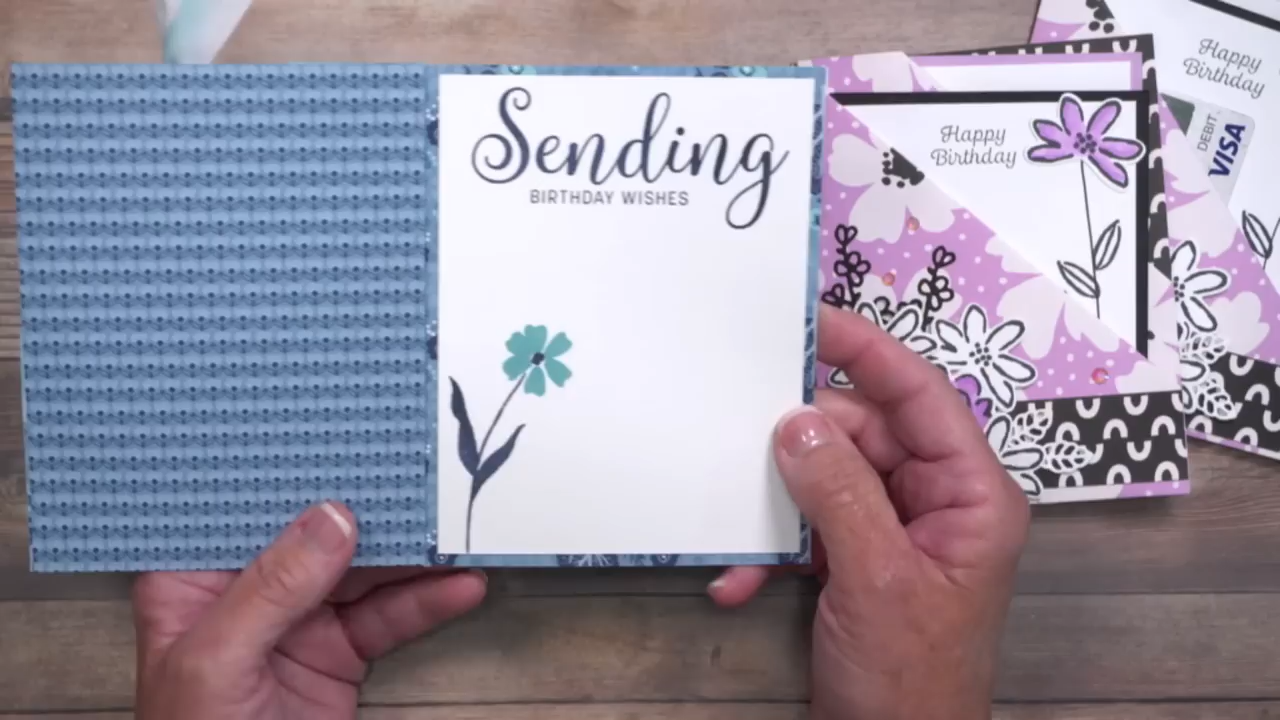 Sending
BIRTHDAY WISHES
Happy
Birthday
Happy
Birthday
DEBIT
VISA